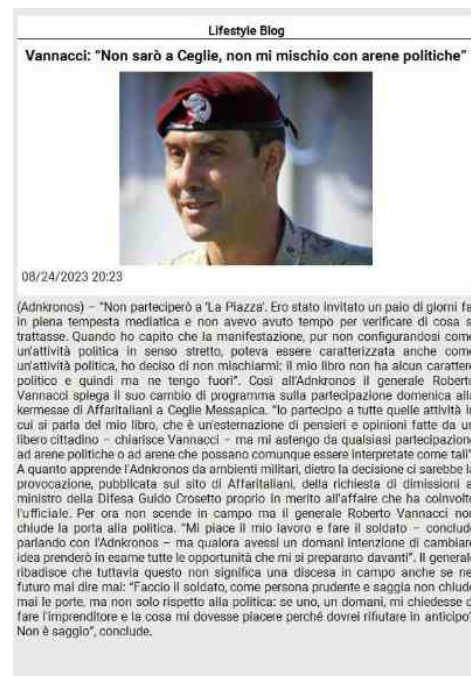 Lifestyle Blog
Vannacci: “Non sarò a Ceglie, non mi mischio con arene politiche”
08/24/2023 20:23
(Adnkronos) – “Non parteciperò a ‘La Piazza’. Ero stato invitato un paio di giorni fa
in piena tempesta mediatica e non avevo avuto tempo per verificare di cosa si
trattasse. Quando ho capito che la manifestazione, pur non configurandosi come
un’attività politica in senso stretto, poteva essere caratterizzata anche come
un’attività politica, ho deciso di non mischiarmi: il mio libro non ha alcun carattere
politico e quindi ma ne tengo fuori”. Così all’Adnkronos il generale Roberto
Vannacci spiega il suo cambio di programma sulla partecipazione domenica alla
kermesse di Affaritaliani a Ceglie Messapica. “Io partecipo a tutte quelle attività in
cui si parla del mio libro, che è un’esternazione di pensieri e opinioni fatte da un
libero cittadino – chiarisce Vannacci – ma mi astengo da qualsiasi partecipazione
ad arene politiche o ad arene che possano comunque essere interpretate come tali”.
A quanto apprende l’Adnkronos da ambienti militari, dietro la decisione ci sarebbe la
provocazione, pubblicata sul sito di Affaritaliani, della richiesta di dimissioni al
ministro della Difesa Guido Crosetto proprio in merito all’affaire che ha coinvolto
l’ufficiale. Per ora non scende in campo ma il generale Roberto Vannacci non
chiude la porta alla politica. “Mi piace il mio lavoro e fare il soldato – conclude
parlando con l’Adnkronos – ma qualora avessi un domani intenzione di cambiare
idea prenderò in esame tutte le opportunità che mi si preparano davanti”. Il generale
ribadisce che tuttavia questo non significa una discesa in campo anche se nel
futuro mai dire mai: “Faccio il soldato, come persona prudente e saggia non chiudo
mai le porte, ma non solo rispetto alla politica: se uno, un domani, mi chiedesse di
fare l’imprenditore e la cosa mi dovesse piacere perché dovrei rifiutare in anticipo?
Non è saggio”, conclude.